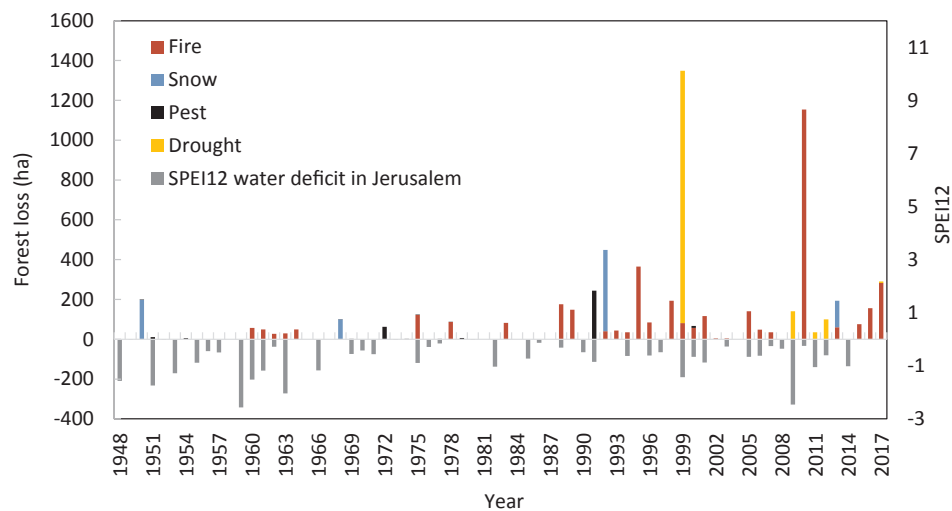 1600
1400
1200
1000
800
600
400
200
0
-200
-400
Forest loss (ha)
Fire
Snow
Pest
Drought
SPEI12 water deficit in Jerusalem
11
9
7
5
3
1
-1
-3
SPEI12
1948 1951 1954 1957 1960 1963 1966 1969 1972 1975 1978 1981 1984 1987 1990 1993 1996 1999 2002 2005 2008 2011 2014 2017
Year